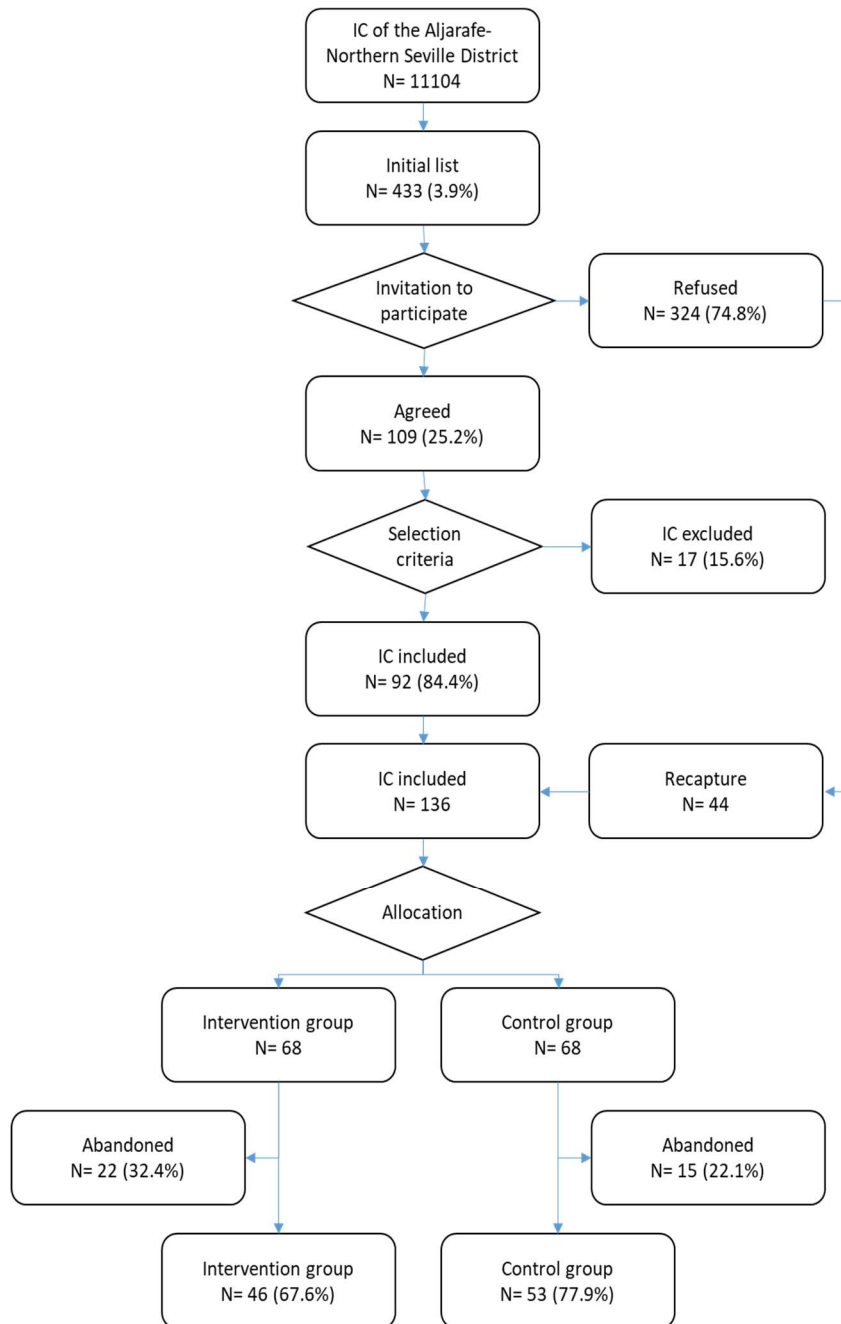 IC of the Aljarafe-
Northern Seville District
N= 11104
Initial list
N= 433 (3.9%)
Invitation to
participate
Refused
N= 324 (74.8%)
Agreed
N= 109 (25.2%)
Selection
criteria
IC excluded
N= 17 (15.6%)
IC included
N= 92 (84.4%)
IC included
N= 136
Recapture
N= 44
Allocation
Intervention group
N= 68
Control group
N= 68
Abandoned
N= 22 (32.4%)
Abandoned
N= 15 (22.1%)
Intervention group
N= 46 (67.6%)
Control group
N= 53 (77.9%)